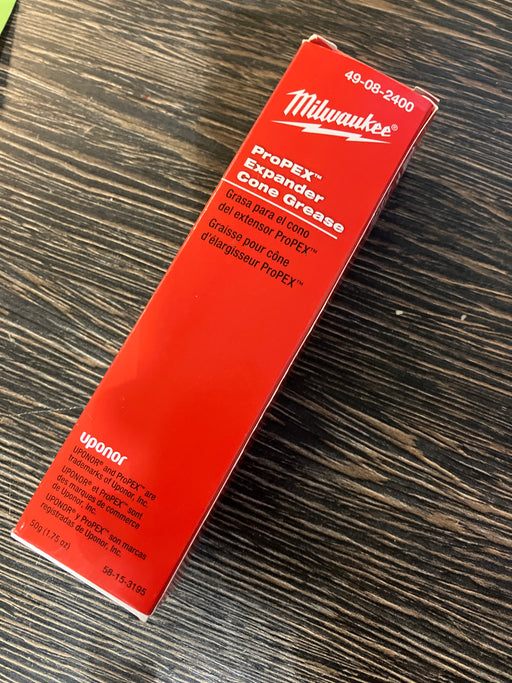 49-08-2400
Milwaukee®
ProPEX™
Expander
Cone Grease
Grasa para el cono
del extensor ProPEX™
Graisse pour cône
d'élargisseur ProPEX™
uponor
UPONOR® and ProPEX™ are
trademarks of Uponor, Inc.
UPONOR® et ProPEX™ sont
des marques de commerce
de Uponor, Inc.
UPONOR® y ProPEX™ son marcas
registradas de Uponor, Inc.
50g (1.75 oz)
58-15-3195